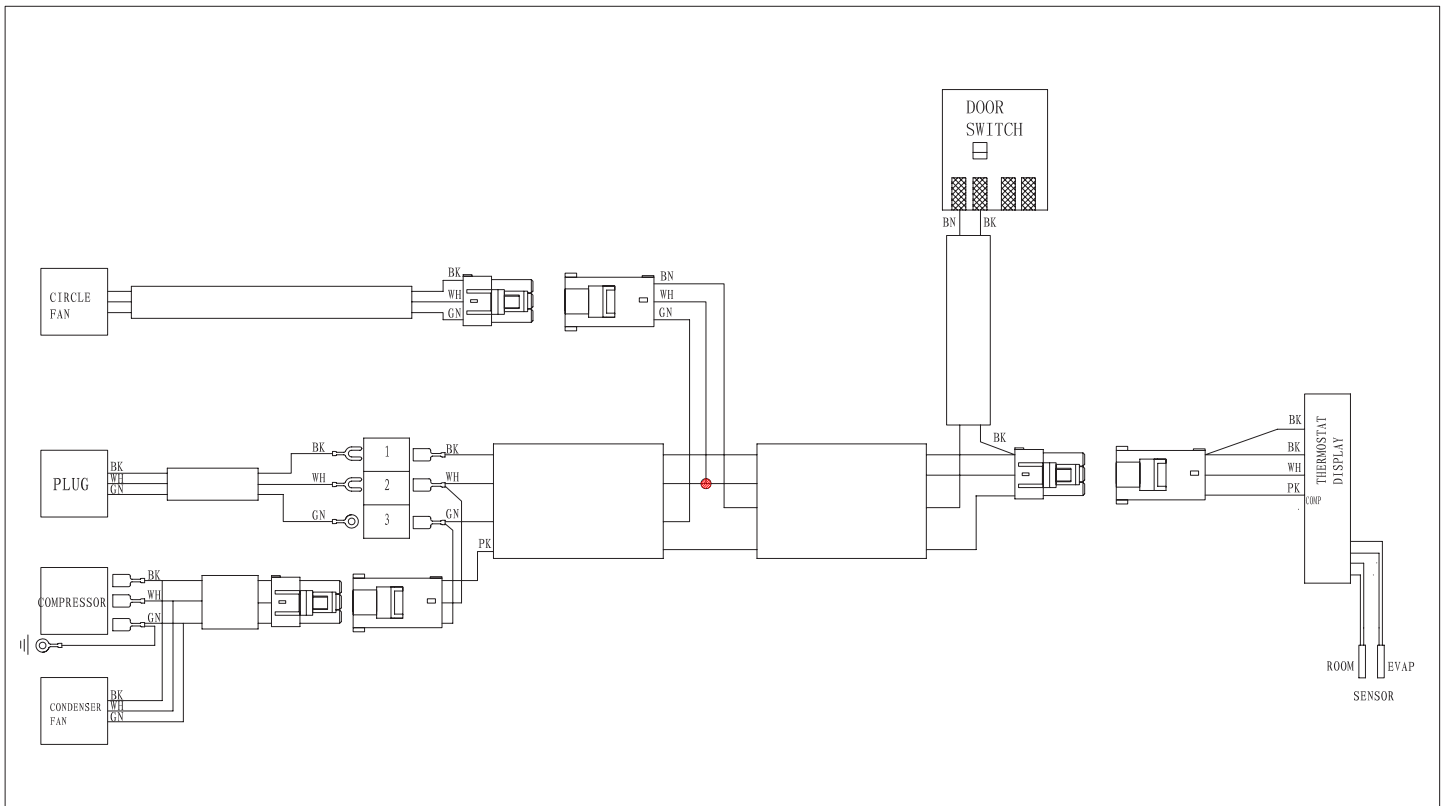 DOOR
SWITCH
BN
BK
CIRCLE
FAN
BK
WH
GN
BN
WH
GN
PLUG
BK
WH
GN
BK
WH
GN
1
2
3
BK
WH
GN
PK
BK
BK
BK
WH
PK
COMP
THERMOSTAT
DISPLAY
COMPRESSOR
BK
WH
GN
CONDENSER
FAN
BK
WH
GN
ROOM
EVAP
SENSOR